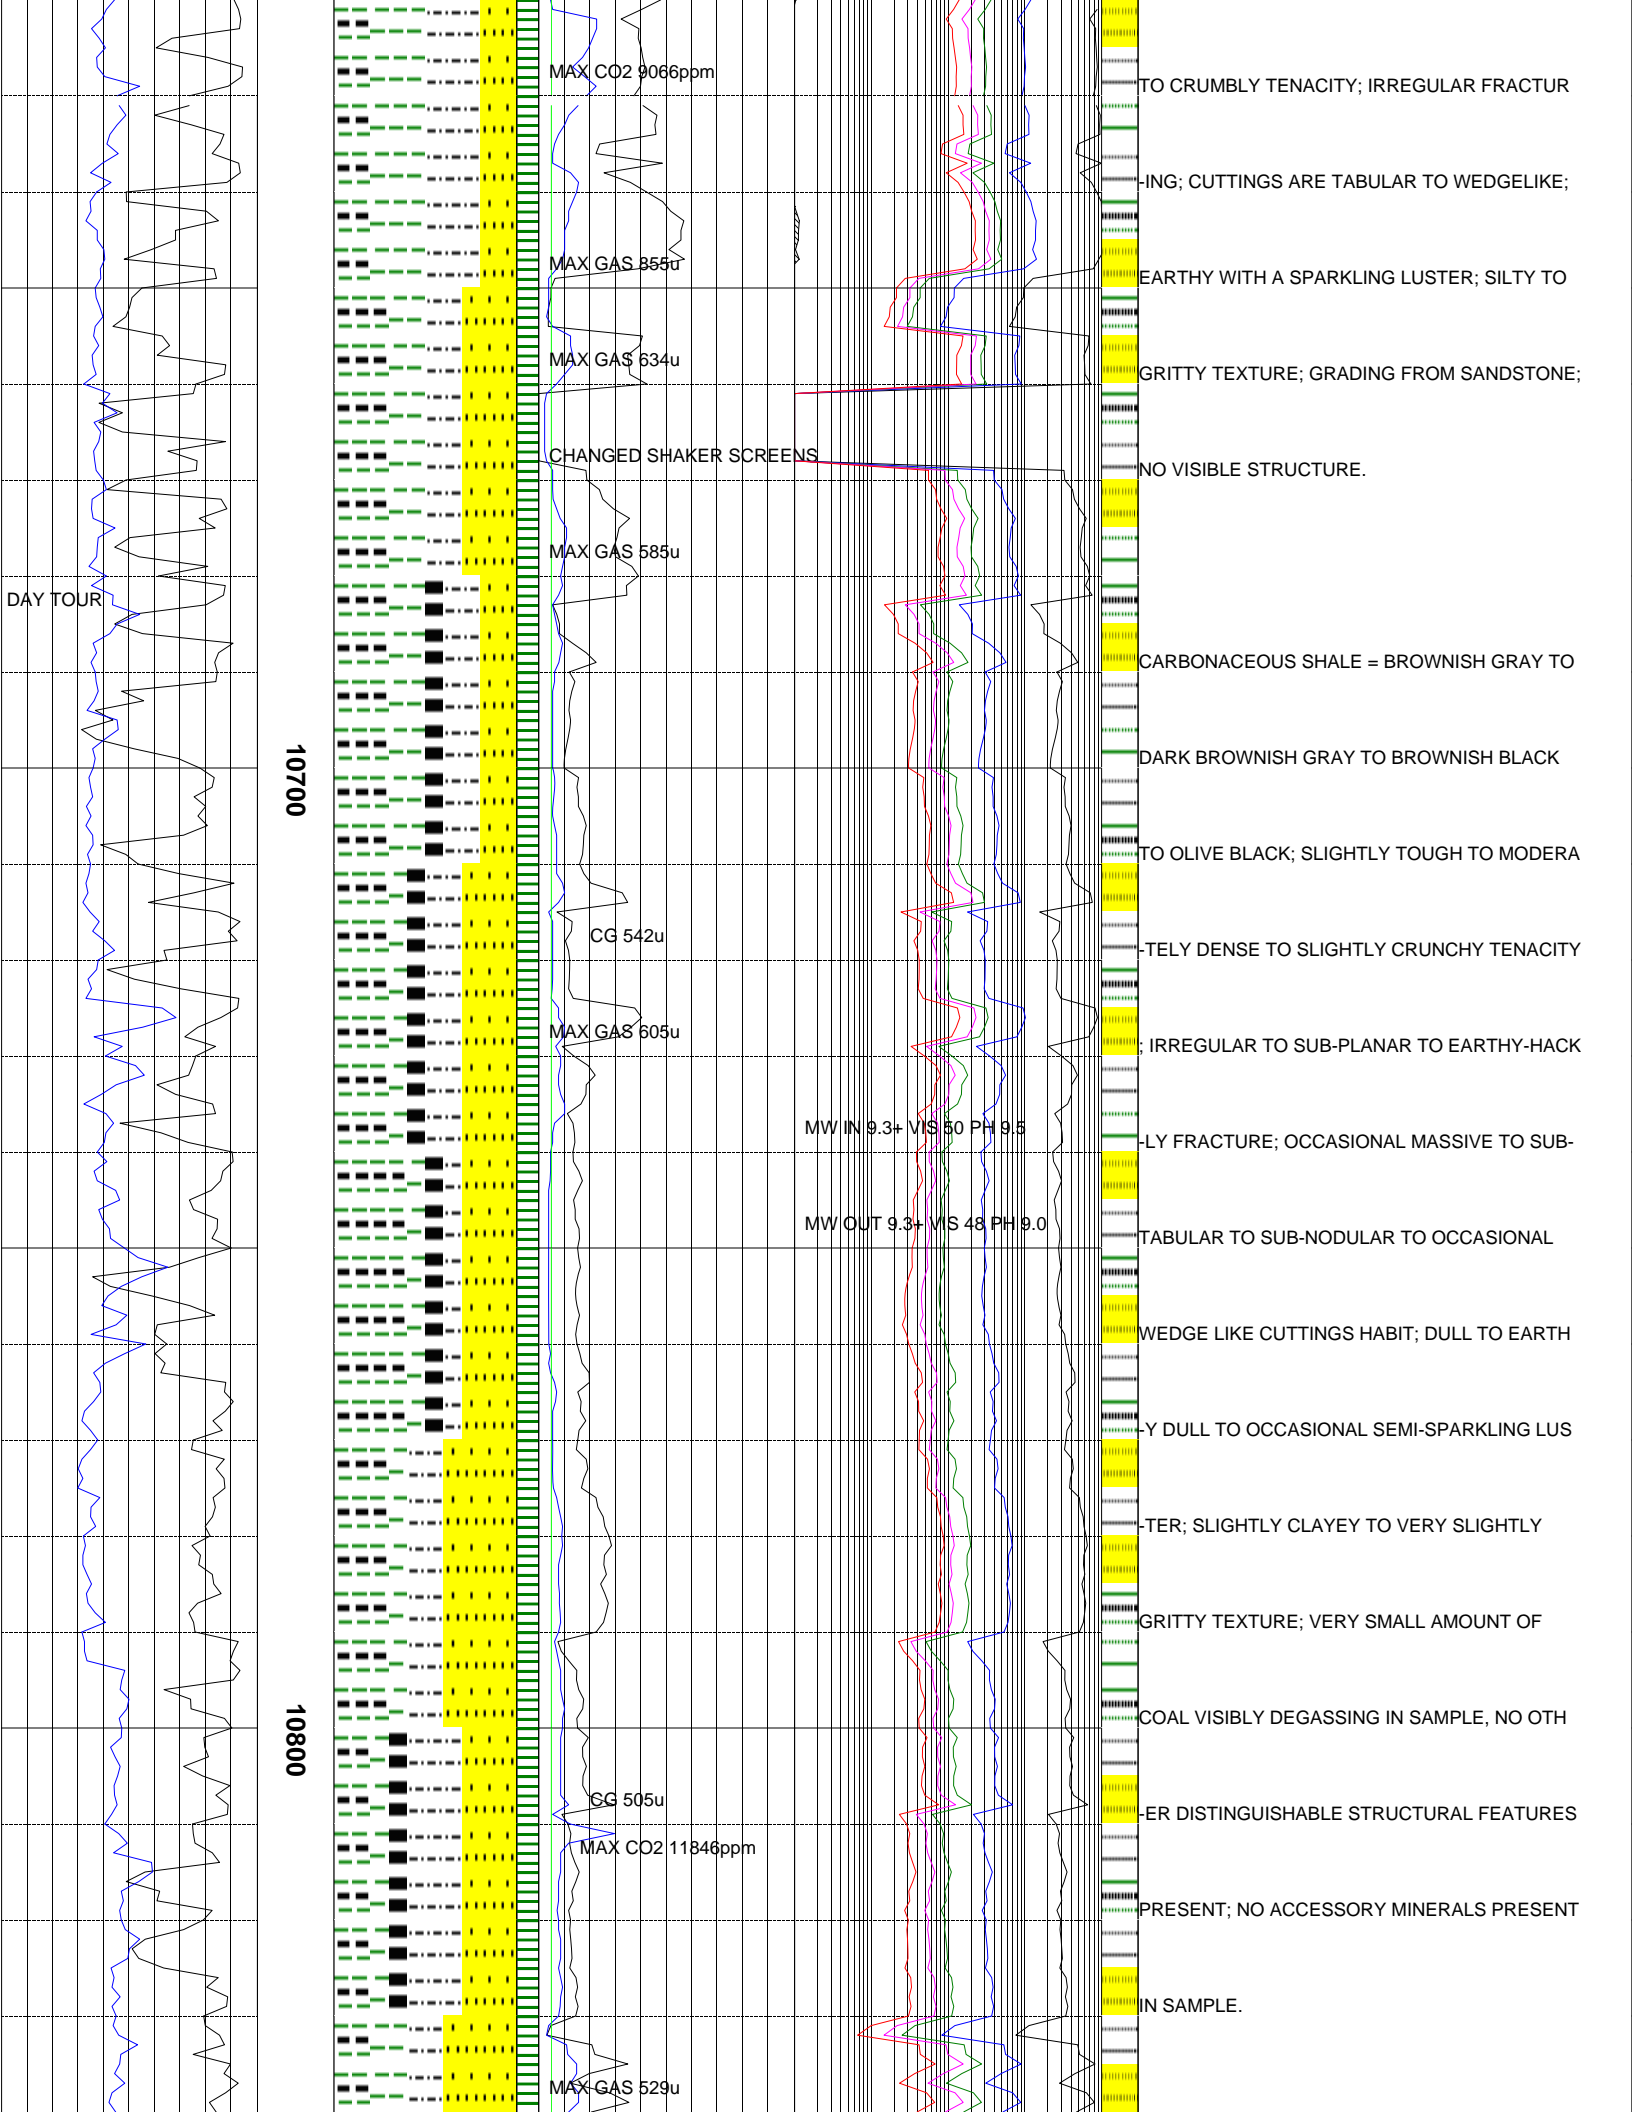 MAX CO2 9066ppm
TO CRUMBLY TENACITY; IRREGULAR FRACTUR
-ING; CUTTINGS ARE TABULAR TO WEDGELIKE;
MAX GAS 855u
EARTHY WITH A SPARKLING LUSTER; SILTY TO
MAX GAS 634u
GRITTY TEXTURE; GRADING FROM SANDSTONE;
CHANGED SHAKER SCREENS
NO VISIBLE STRUCTURE.
MAX GAS 585u
DAY TOUR
CARBONACEOUS SHALE = BROWNISH GRAY TO
10700
DARK BROWNISH GRAY TO BROWNISH BLACK
TO OLIVE BLACK; SLIGHTLY TOUGH TO MODERA
CG 542u
-TELY DENSE TO SLIGHTLY CRUNCHY TENACITY
MAX GAS 605u
; IRREGULAR TO SUB-PLANAR TO EARTHY-HACK
MW IN 9.3+ VIS 50 PH 9.5
-LY FRACTURE; OCCASIONAL MASSIVE TO SUB-
MW OUT 9.3+ VIS 48 PH 9.0
TABULAR TO SUB-NODULAR TO OCCASIONAL
WEDGE LIKE CUTTINGS HABIT; DULL TO EARTH
-Y DULL TO OCCASIONAL SEMI-SPARKLING LUS
-TER; SLIGHTLY CLAYEY TO VERY SLIGHTLY
GRITTY TEXTURE; VERY SMALL AMOUNT OF
10800
COAL VISIBLY DEGASSING IN SAMPLE, NO OTH
CG 505u
-ER DISTINGUISHABLE STRUCTURAL FEATURES
MAX CO2 11846ppm
PRESENT; NO ACCESSORY MINERALS PRESENT
IN SAMPLE.
MAX GAS 529u